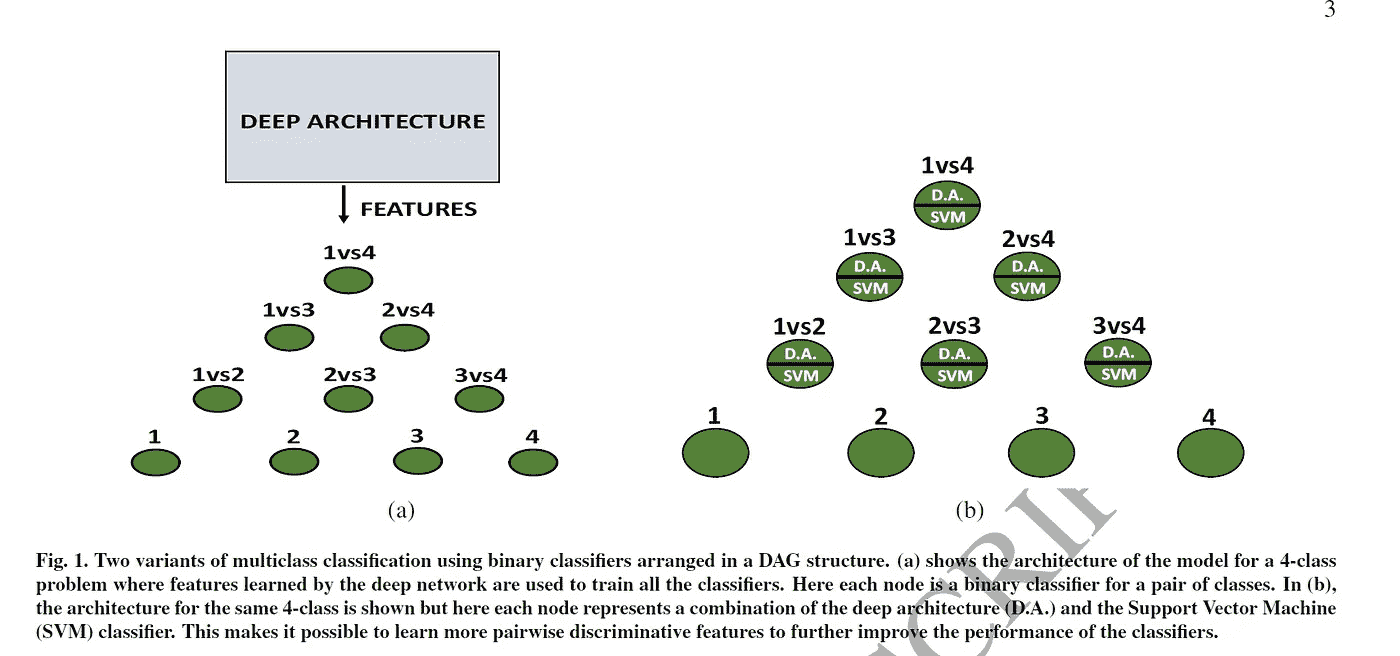 3
DEEP ARCHITECTURE
FEATURES
1vs4
1vs3 2vs4
1vs2 2vs3 3vs4
1 2 3 4
(a)
1vs4
D.A.
SVM
1vs3 2vs4
D.A. D.A.
SVM SVM
1vs2 2vs3 3vs4
D.A. D.A. D.A.
SVM SVM SVM
1 2 3 4
(b)
Fig. 1. Two variants of multiclass classification using binary classifiers arranged in a DAG structure. (a) shows the architecture of the model for a 4-class
problem where features learned by the deep network are used to train all the classifiers. Here each node is a binary classifier for a pair of classes. In (b),
the architecture for the same 4-class is shown but here each node represents a combination of the deep architecture (D.A.) and the Support Vector Machine
(SVM) classifier. This makes it possible to learn more pairwise discriminative features to further improve the performance of the classifiers.